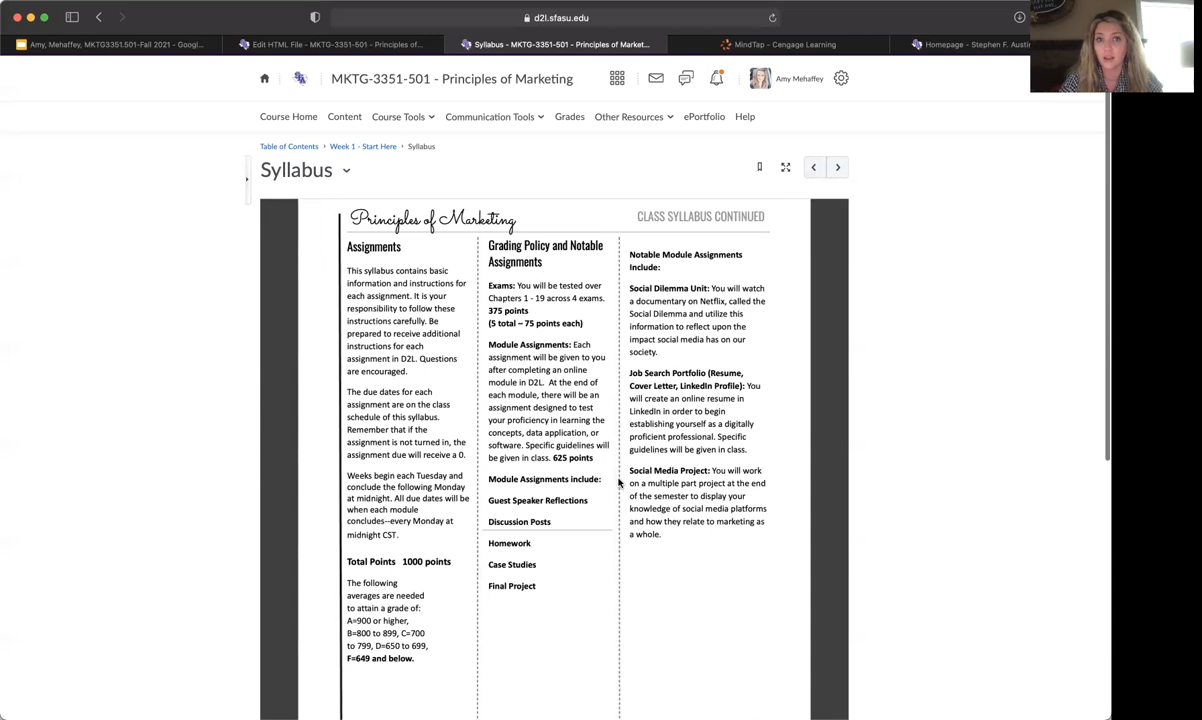 d2l.sfasu.edu
Amy, Mehaffey, MKTG3351.501-Fall 2021 - Googl...
Edit HTML File - MKTG-3351-501 - Principles of...
Syllabus - MKTG-3351-501 - Principles of Market...
MindTap - Cengage Learning
Homepage - Stephen F. Austi
MKTG-3351-501 - Principles of Marketing
Amy Mehaffey
Course Home Content Course Tools Communication Tools Grades Other Resources ePortfolio Help
Table of Contents › Week 1 - Start Here › Syllabus
Syllabus
Principles of Marketing
CLASS SYLLABUS CONTINUED
Assignments
This syllabus contains basic
information and instructions for
each assignment. It is your
responsibility to follow these
instructions carefully. Be
prepared to receive additional
instructions for each
assignment in D2L. Questions
are encouraged.
The due dates for each
assignment are on the class
schedule of this syllabus.
Remember that if the
assignment is not turned in, the
assignment due will receive a 0.
Weeks begin each Tuesday and
conclude the following Monday
at midnight. All due dates will be
when each module
concludes--every Monday at
midnight CST.
Total Points 1000 points
The following
averages are needed
to attain a grade of:
A=900 or higher,
B=800 to 899, C=700
to 799, D=650 to 699,
F=649 and below.
Grading Policy and Notable
Assignments
Exams: You will be tested over
Chapters 1 - 19 across 4 exams.
375 points
(5 total – 75 points each)
Module Assignments: Each
assignment will be given to you
after completing an online
module in D2L. At the end of
each module, there will be an
assignment designed to test
your proficiency in learning the
concepts, data application, or
software. Specific guidelines will
be given in class. 625 points
Module Assignments include:
Guest Speaker Reflections
Discussion Posts
Homework
Case Studies
Final Project
Notable Module Assignments
Include:
Social Dilemma Unit: You will watch
a documentary on Netflix, called the
Social Dilemma and utilize this
information to reflect upon the
impact social media has on our
society.
Job Search Portfolio (Resume,
Cover Letter, LinkedIn Profile): You
will create an online resume in
LinkedIn in order to begin
establishing yourself as a digitally
proficient professional. Specific
guidelines will be given in class.
Social Media Project: You will work
on a multiple part project at the end
of the semester to display your
knowledge of social media platforms
and how they relate to marketing as
a whole.